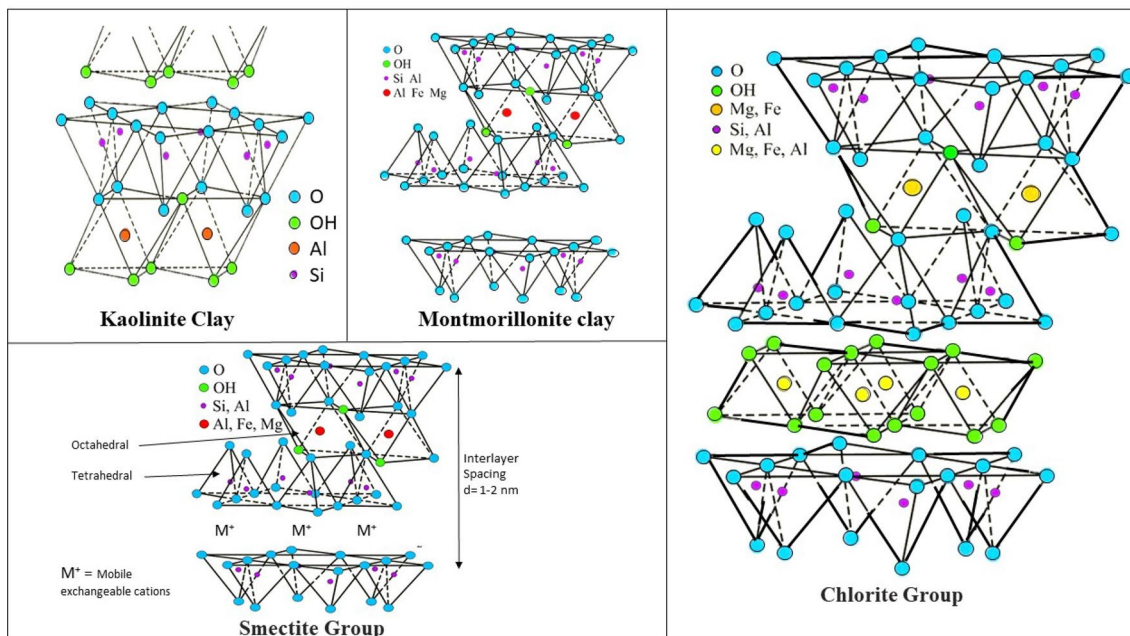 O
OH
Al
Si
Kaolinite Clay
O
OH
Si Al
Al Fe Mg
Montmorillonite clay
O
OH
Si, Al
Al, Fe, Mg
Octahedral
Tetrahedral
Interlayer
Spacing
d= 1-2 nm
M⁺ M⁺ M⁺
M⁺ = Mobile
exchangeable cations
Smectite Group
O
OH
Mg, Fe
Si, Al
Mg, Fe, Al
Chlorite Group